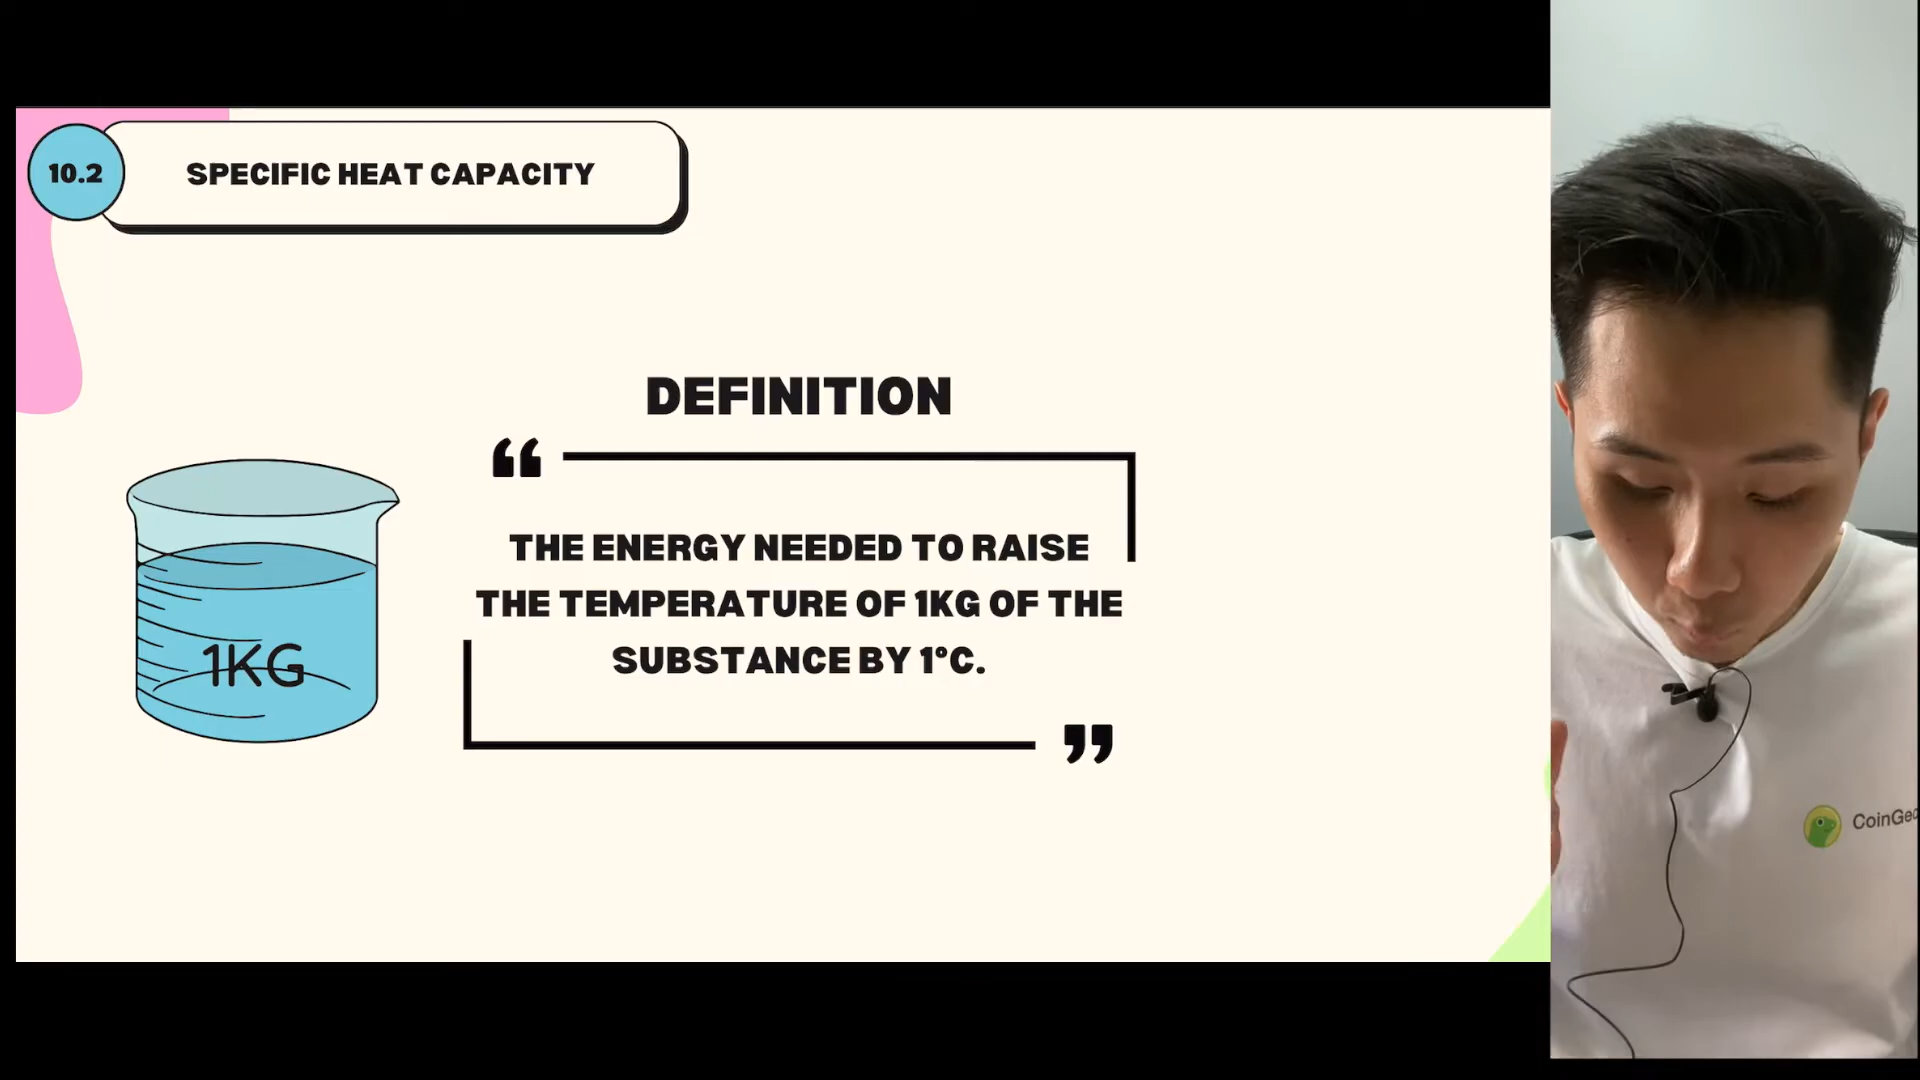 10.2
SPECIFIC HEAT CAPACITY
DEFINITION
“
THE ENERGY NEEDED TO RAISE
THE TEMPERATURE OF 1KG OF THE
SUBSTANCE BY 1°C.
”
1KG
CoinGec